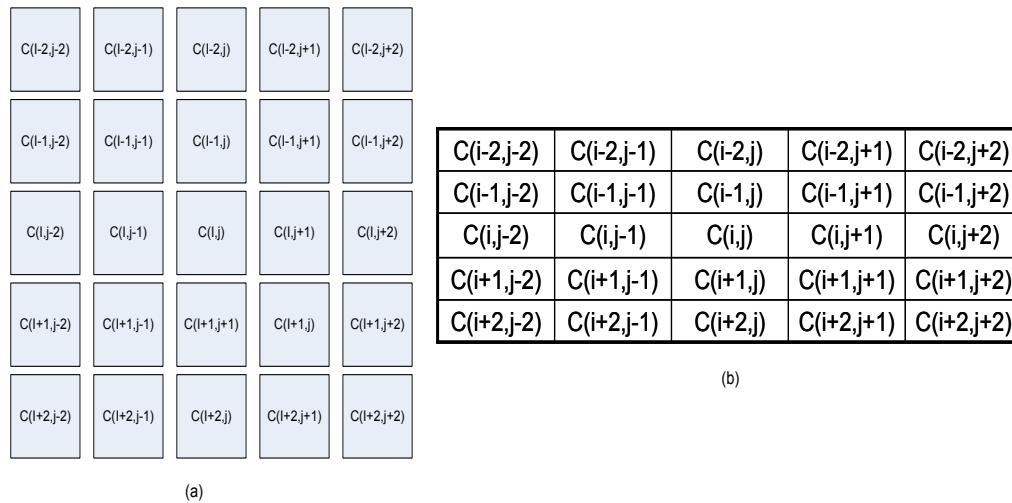 C(I-2,j-2) C(I-2,j-1) C(I-2,j) C(I-2,j+1) C(I-2,j+2)
C(I-1,j-2) C(I-1,j-1) C(I-1,j) C(I-1,j+1) C(I-1,j+2)
C(I,j-2) C(I,j-1) C(I,j) C(I,j+1) C(I,j+2)
C(I+1,j-2) C(I+1,j-1) C(I+1,j+1) C(I+1,j) C(I+1,j+2)
C(I+2,j-2) C(I+2,j-1) C(I+2,j) C(I+2,j+1) C(I+2,j+2)
(a)
C(i-2,j-2) C(i-2,j-1) C(i-2,j) C(i-2,j+1) C(i-2,j+2)
C(i-1,j-2) C(i-1,j-1) C(i-1,j) C(i-1,j+1) C(i-1,j+2)
C(i,j-2) C(i,j-1) C(i,j) C(i,j+1) C(i,j+2)
C(i+1,j-2) C(i+1,j-1) C(i+1,j) C(i+1,j+1) C(i+1,j+2)
C(i+2,j-2) C(i+2,j-1) C(i+2,j) C(i+2,j+1) C(i+2,j+2)
(b)